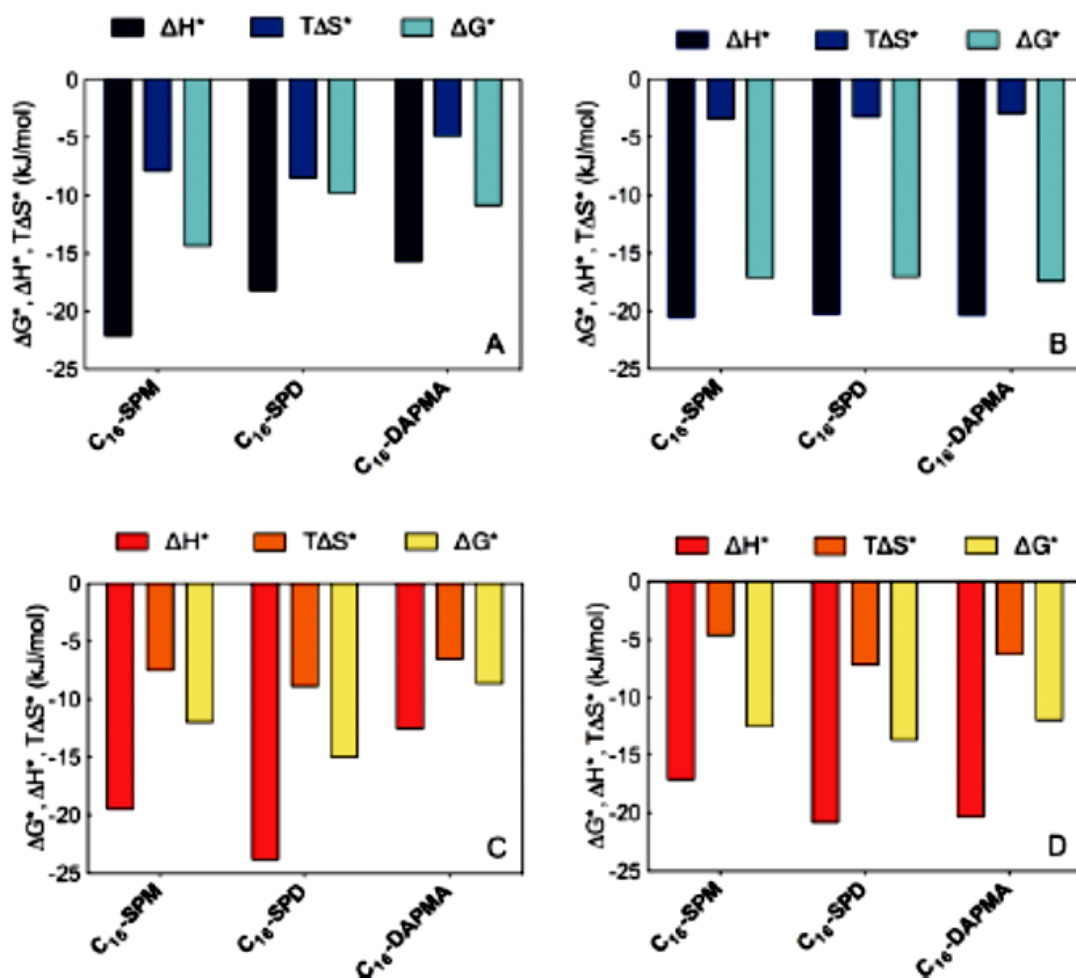 ΔH* TΔS* ΔG*
ΔG*, ΔH*, TΔS* (kJ/mol)
0
-5
-10
-15
-20
-25
A
C₁₆-SPM
C₁₆-SPD
C₁₆-DAPMA
ΔH* TΔS* ΔG*
ΔG*, ΔH*, TΔS* (kJ/mol)
0
-5
-10
-15
-20
-25
B
C₁₆-SPM
C₁₆-SPD
C₁₆-DAPMA
ΔH* TΔS* ΔG*
ΔG*, ΔH*, TΔS* (kJ/mol)
0
-5
-10
-15
-20
-25
C
C₁₆-SPM
C₁₆-SPD
C₁₆-DAPMA
ΔH* TΔS* ΔG*
ΔG*, ΔH*, TΔS* (kJ/mol)
0
-5
-10
-15
-20
-25
D
C₁₆-SPM
C₁₆-SPD
C₁₆-DAPMA